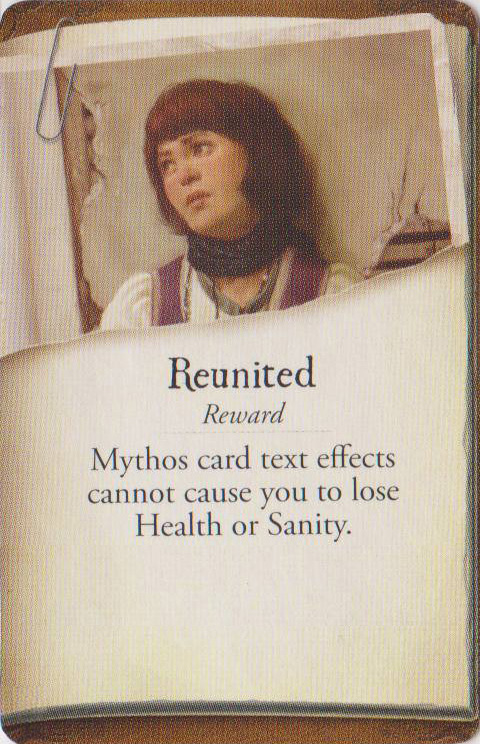 Reunited
Reward
Mythos card text effects
cannot cause you to lose
Health or Sanity.